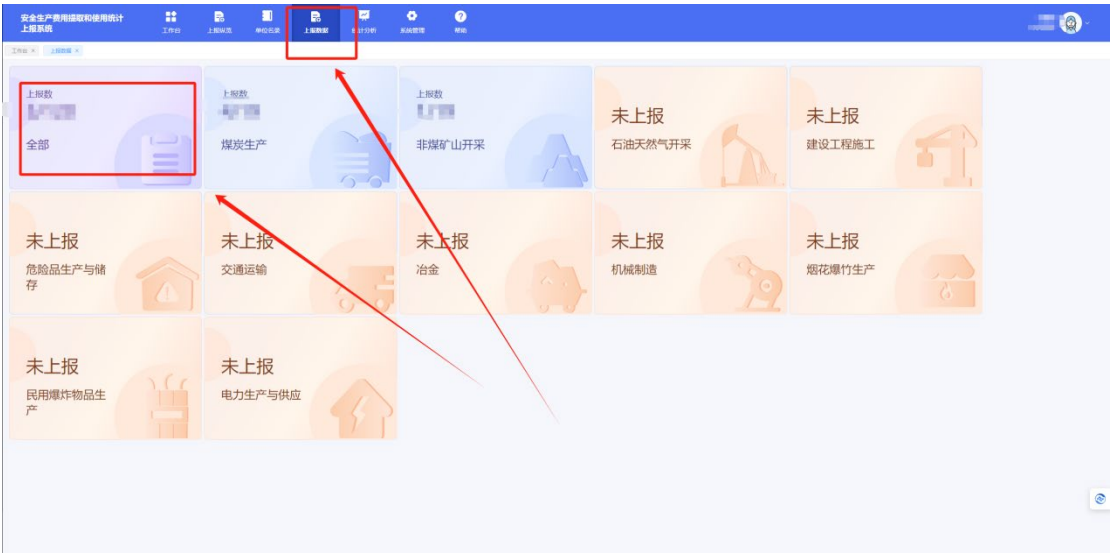 安全生产费用提取和使用统计
上报系统
工作台
上报纵览
单位名录
上报数据
统计分析
系统管理
帮助
工作台 ×
上报数据 ×
上报数
全部
上报数
煤炭生产
上报数
非煤矿山开采
未上报
石油天然气开采
未上报
建设工程施工
未上报
危险品生产与储
存
未上报
交通运输
未上报
冶金
未上报
机械制造
未上报
烟花爆竹生产
未上报
民用爆炸物品生
产
未上报
电力生产与供应